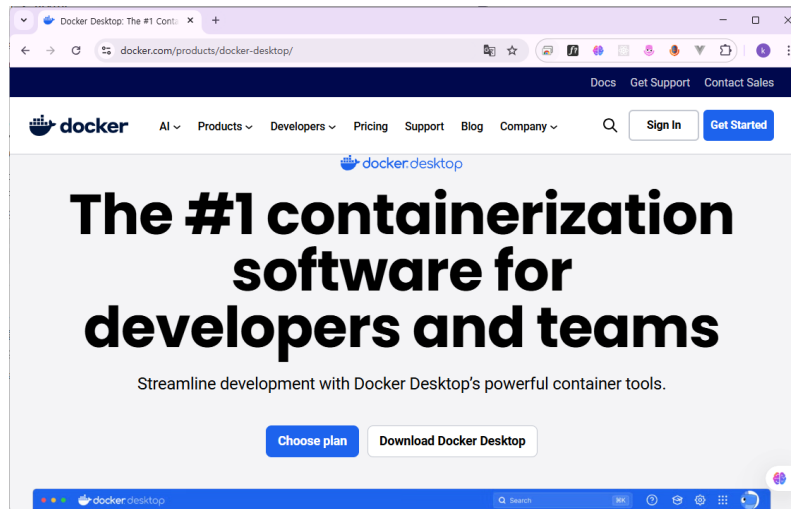 Docker Desktop: The #1 Conta
docker.com/products/docker-desktop/
Docs Get Support Contact Sales
docker AI Products Developers Pricing Support Blog Company Sign In Get Started
docker.desktop
The #1 containerization
software for
developers and teams
Streamline development with Docker Desktop's powerful container tools.
Choose plan Download Docker Desktop
docker desktop Search ⌘K